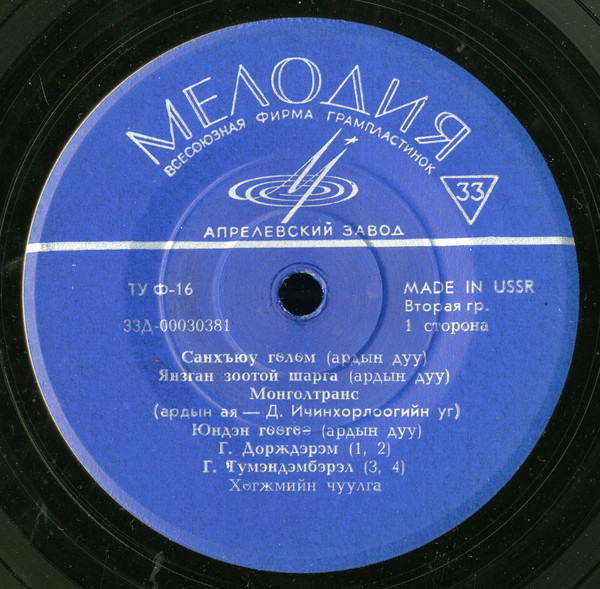 МЕЛОДИЯ
ВСЕСОЮЗНАЯ ФИРМА ГРАМПЛАСТИНОК
33
АПРЕЛЕВСКИЙ ЗАВОД
ТУ Ф-16
MADE IN USSR
Вторая гр.
33Д-00030381
1 сторона
Санхъюу гөлөм (ардын дуу)
Янзган зоотой шарга (ардын дуу)
Монголтранс
(ардын ая — Д. Ичинхорлоогийн уг)
Юндэн гөөгөө (ардын дуу)
Г. Дорждэрэм (1, 2)
Г. Түмэндэмбэрэл (3, 4)
Хөгжмийн чуулга